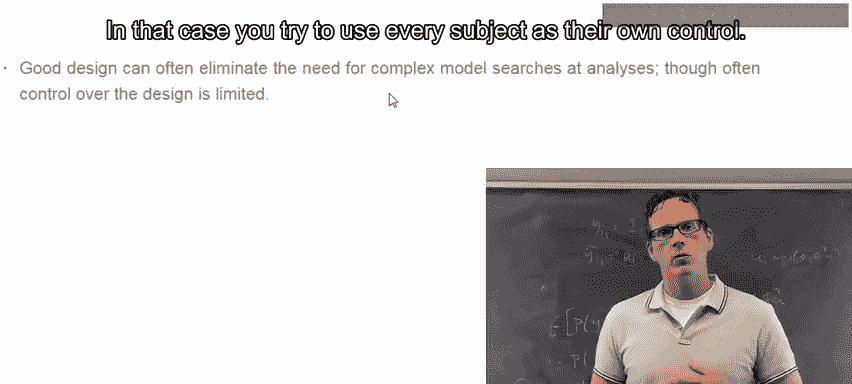 In that case you try to use every subject as their own control.
· Good design can often eliminate the need for complex model searches at analyses; though often
control over the design is limited.